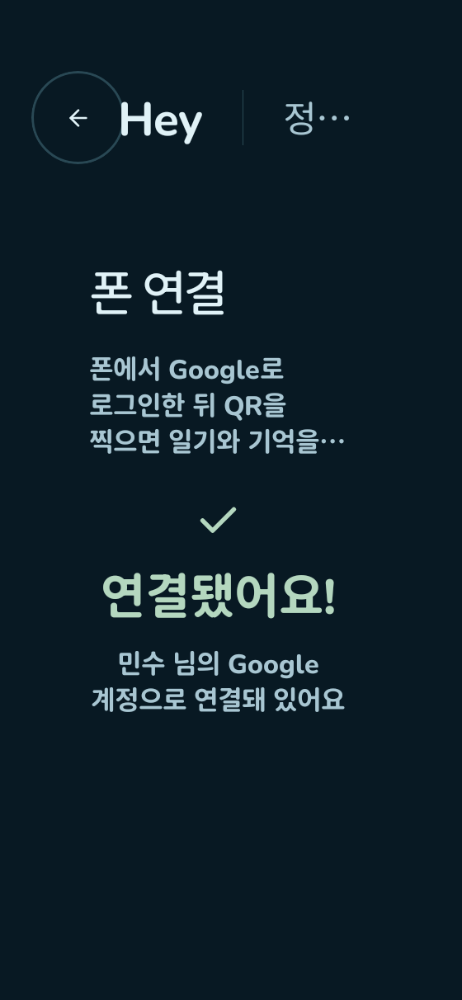 Hey
정…
폰 연결
폰에서 Google로
로그인한 뒤 QR을
찍으면 일기와 기억을…
연결됐어요!
민수 님의 Google
계정으로 연결돼 있어요